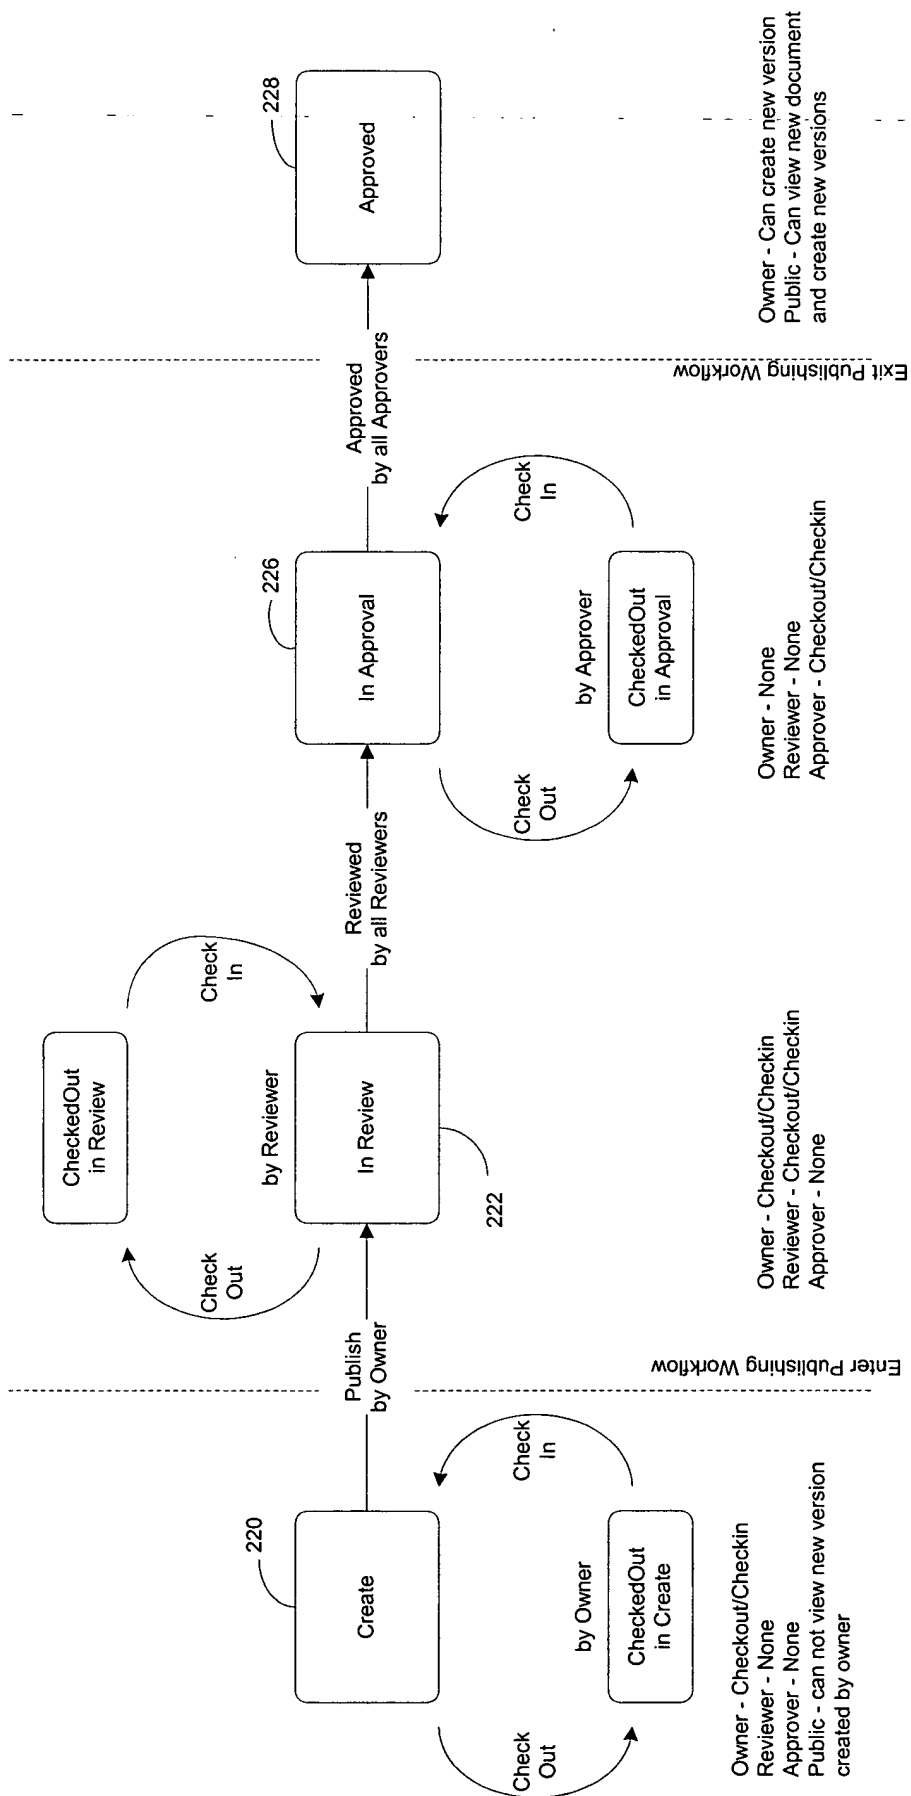 220
Create
Check
Out
Check
In
by Owner
CheckedOut
in Create
Owner - Checkout/Checkin
Reviewer - None
Approver - None
Public - can not view new version
created by owner
Enter Publishing Workflow
Publish
by Owner
CheckedOut
in Review
Check
Out
Check
In
by Reviewer
In Review
222
Owner - Checkout/Checkin
Reviewer - Checkout/Checkin
Approver - None
Reviewed
by all Reviewers
226
In Approval
Check
Out
Check
In
by Approver
CheckedOut
in Approval
Owner - None
Reviewer - None
Approver - Checkout/Checkin
Approved
by all Approvers
Exit Publishing Workflow
228
Approved
Owner - Can create new version
Public - Can view new document
and create new versions